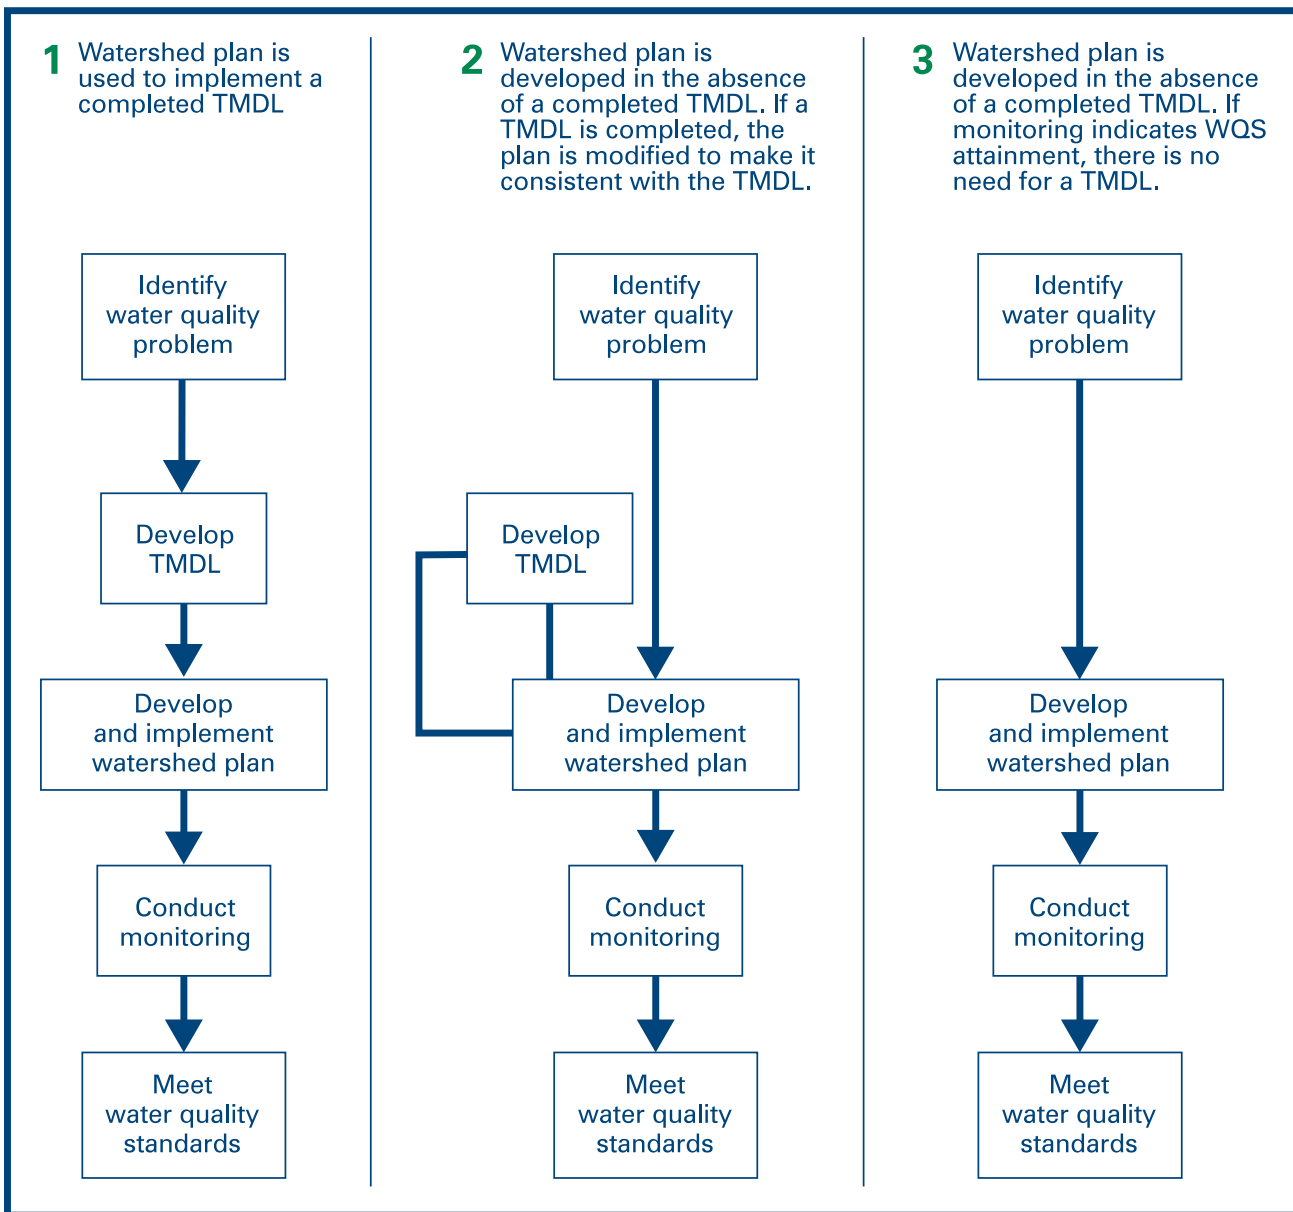 1 Watershed plan is
used to implement a
completed TMDL
Identify
water quality
problem
Develop
TMDL
Develop
and implement
watershed plan
Conduct
monitoring
Meet
water quality
standards
2 Watershed plan is
developed in the absence
of a completed TMDL. If a
TMDL is completed, the
plan is modified to make it
consistent with the TMDL.
Identify
water quality
problem
Develop
TMDL
Develop
and implement
watershed plan
Conduct
monitoring
Meet
water quality
standards
3 Watershed plan is
developed in the absence
of a completed TMDL. If
monitoring indicates WQS
attainment, there is no
need for a TMDL.
Identify
water quality
problem
Develop
and implement
watershed plan
Conduct
monitoring
Meet
water quality
standards